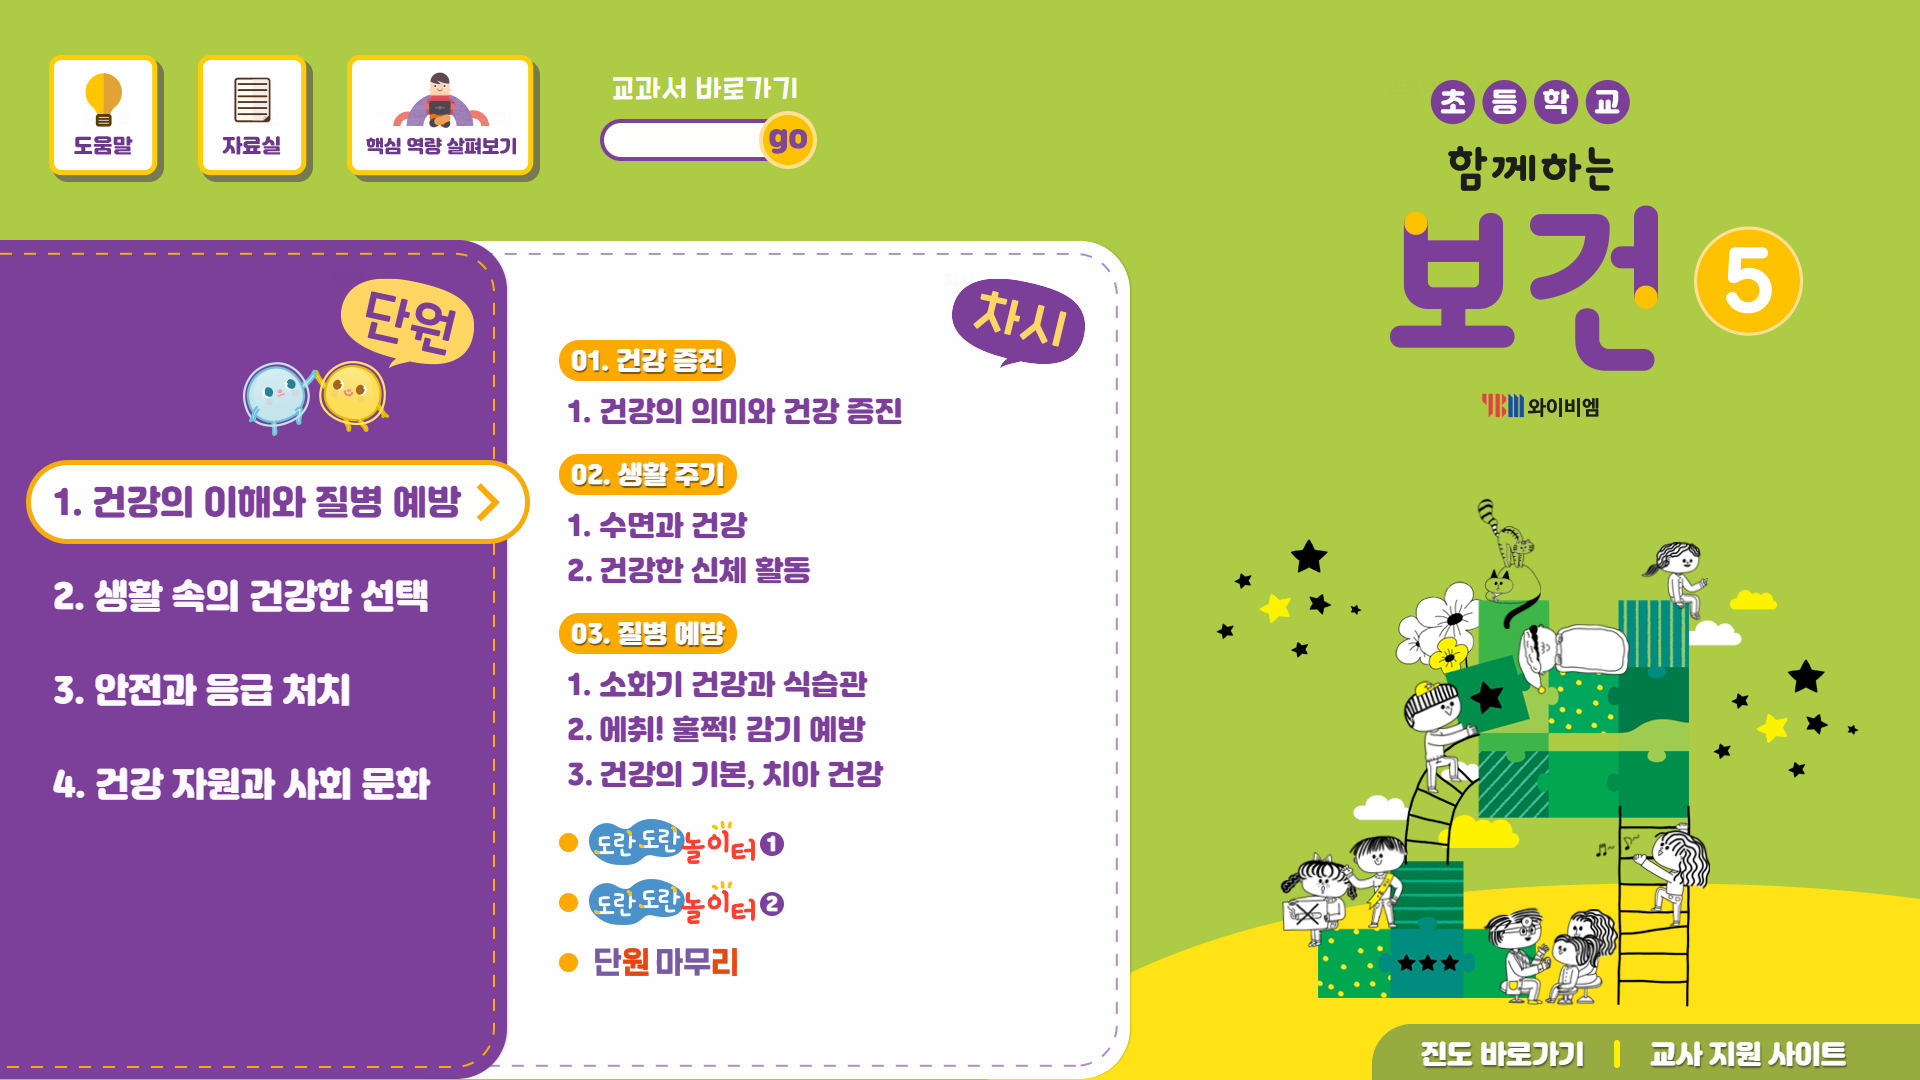 도움말
자료실
핵심 역량 살펴보기
교과서 바로가기
go
초등학교
함께하는
보건 5
YBM 와이비엠
단원
1. 건강의 이해와 질병 예방
2. 생활 속의 건강한 선택
3. 안전과 응급 처치
4. 건강 자원과 사회 문화
차시
01. 건강 증진
1. 건강의 의미와 건강 증진
02. 생활 주기
1. 수면과 건강
2. 건강한 신체 활동
03. 질병 예방
1. 소화기 건강과 식습관
2. 에취! 훌쩍! 감기 예방
3. 건강의 기본, 치아 건강
도란 도란 놀이터 1
도란 도란 놀이터 2
단원 마무리
진도 바로가기
교사 지원 사이트